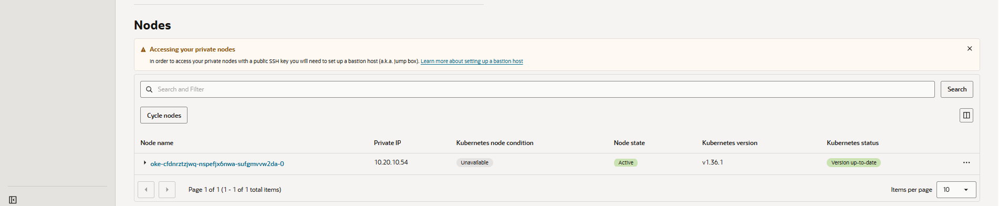 Nodes
Accessing your private nodes
In order to access your private nodes with a public SSH key you will need to set up a bastion host (a.k.a. jump box). Learn more about setting up a bastion host
Search and Filter
Search
Cycle nodes
Node name Private IP Kubernetes node condition Node state Kubernetes version Kubernetes status
oke-cfdnrztzjwq-nspefjx6nwa-sufgmvvw2da-0 10.20.10.54 Unavailable Active v1.36.1 Version up-to-date
Page 1 of 1 (1 - 1 of 1 total items) Items per page 10